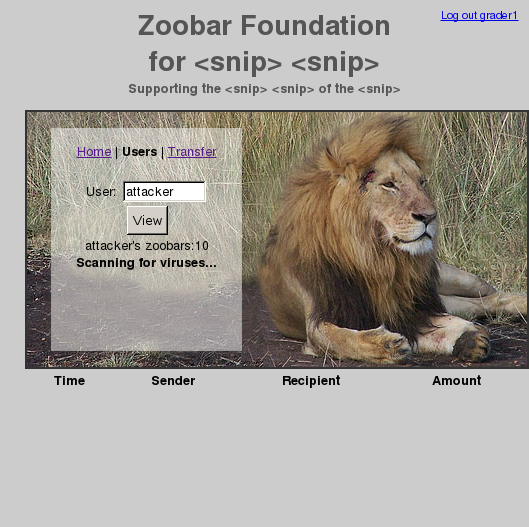 Log out grader1
Zoobar Foundation
for <snip> <snip>
Supporting the <snip> <snip> of the <snip>
Home | Users | Transfer
User: attacker
View
attacker's zoobars:10
Scanning for viruses...
Time Sender Recipient Amount